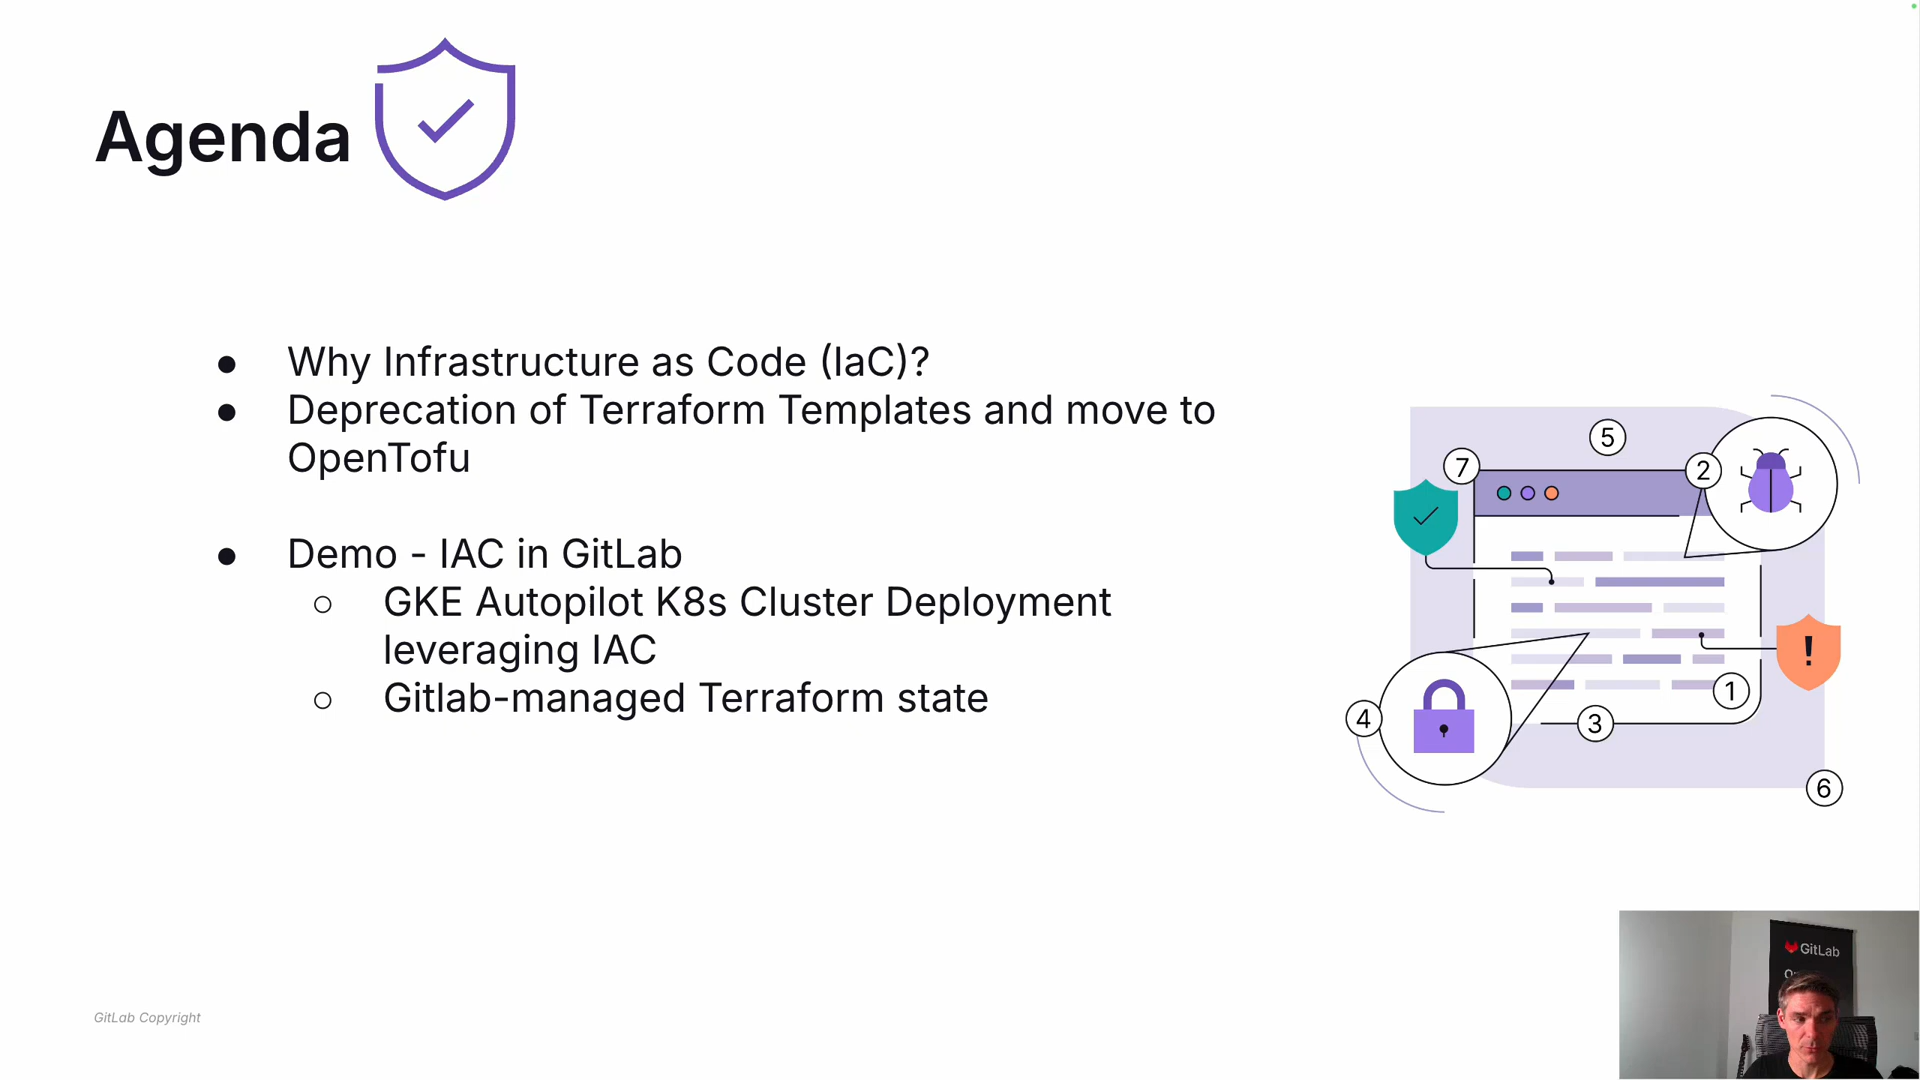 Agenda
● Why Infrastructure as Code (IaC)?
● Deprecation of Terraform Templates and move to
OpenTofu
● Demo - IAC in GitLab
○ GKE Autopilot K8s Cluster Deployment
leveraging IAC
○ Gitlab-managed Terraform state
5
7
2
!
1
4
3
6
GitLab
GitLab Copyright